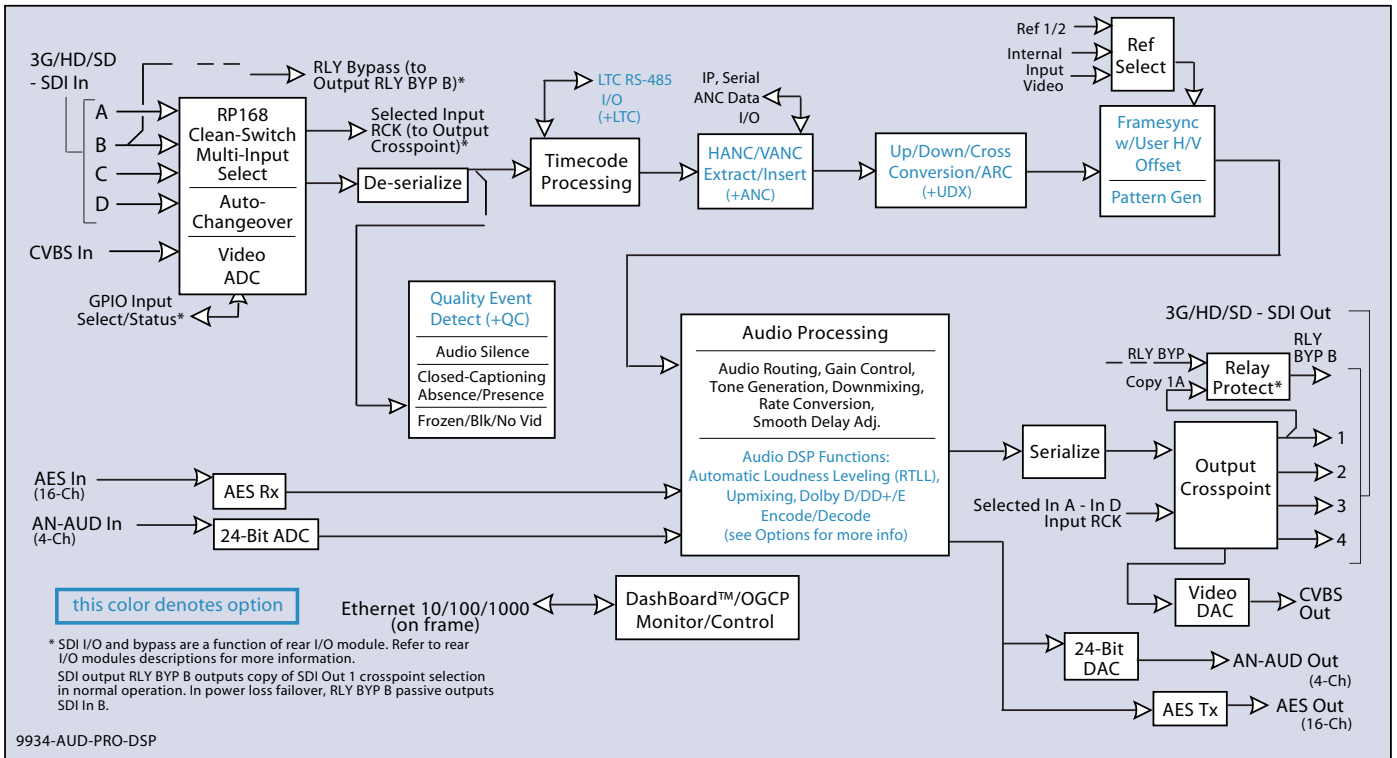 3G/HD/SD
- SDI In
A
B
C
D
CVBS In
GPIO Input
Select/Status*
RLY Bypass (to
Output RLY BYP B)*
RP168
Clean-Switch
Multi-Input
Select
Auto-
Changeover
Video
ADC
Selected Input
RCK (to Output
Crosspoint)*
De-serialize
LTC RS-485
I/O
(+LTC)
Timecode
Processing
IP, Serial
ANC Data
I/O
HANC/VANC
Extract/Insert
(+ANC)
Up/Down/Cross
Conversion/ARC
(+UDX)
Ref 1/2
Internal
Input
Video
Ref
Select
Framesync
w/User H/V
Offset
Pattern Gen
Quality Event
Detect (+QC)
Audio Silence
Closed-Captioning
Absence/Presence
Frozen/Blk/No Vid
Audio Processing
Audio Routing, Gain Control,
Tone Generation, Downmixing,
Rate Conversion,
Smooth Delay Adj.
Audio DSP Functions:
Automatic Loudness Leveling (RTLL),
Upmixing, Dolby D/DD+/E
Encode/Decode
(see Options for more info)
AES In
(16-Ch)
AES Rx
AN-AUD In
(4-Ch)
24-Bit ADC
3G/HD/SD - SDI Out
RLY BYP
Copy 1A
Relay
Protect*
RLY
BYP B
Serialize
Selected In A - In D
Input RCK
Output
Crosspoint
1
2
3
4
Video
DAC
CVBS
Out
24-Bit
DAC
AN-AUD Out
(4-Ch)
AES Tx
AES Out
(16-Ch)
this color denotes option
Ethernet 10/100/1000
(on frame)
DashBoard™/OGCP
Monitor/Control
* SDI I/O and bypass are a function of rear I/O module. Refer to rear
I/O modules descriptions for more information.
SDI output RLY BYP B outputs copy of SDI Out 1 crosspoint selection
in normal operation. In power loss failover, RLY BYP B passive outputs
SDI In B.
9934-AUD-PRO-DSP